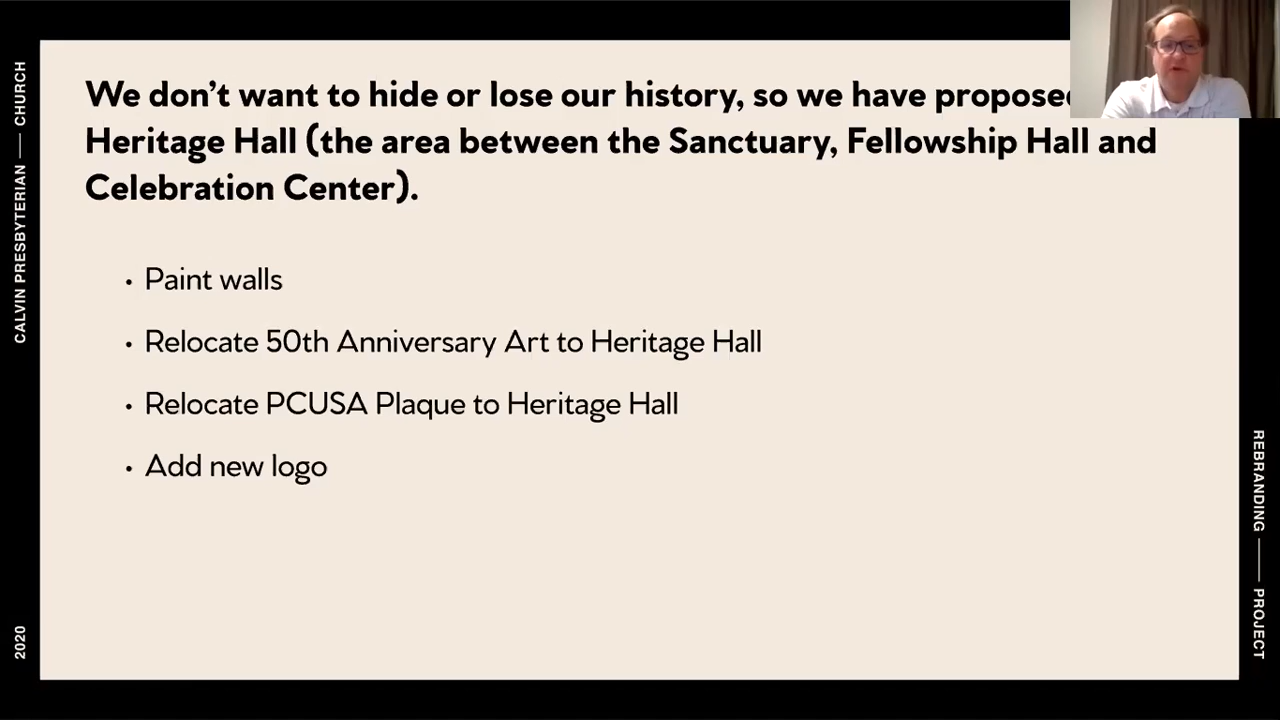 We don't want to hide or lose our history, so we have
Heritage Hall (the area between the Sanctuary, Fellowship Hall and
Celebration Center).
• Paint walls
• Relocate 50th Anniversary Art to Heritage Hall
• Relocate PCUSA Plaque to Heritage Hall
• Add new logo
CALVIN PRESBYTERIAN — CHURCH
2020
REBRANDING — PROJECT